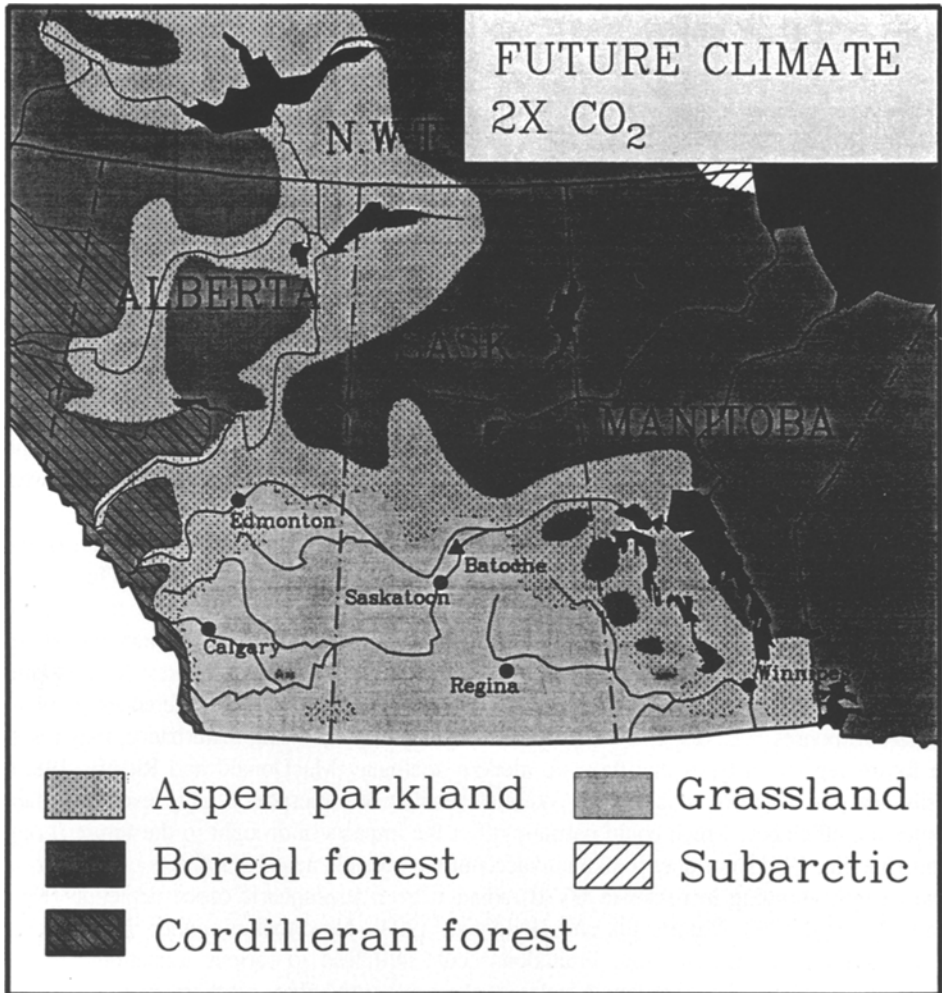 FUTURE CLIMATE
2X CO₂
N.W.T.
ALBERTA
SASK
MANITOBA
Edmonton
Batoche
Saskatoon
Calgary
Regina
Winnipeg
Aspen parkland
Grassland
Boreal forest
Subarctic
Cordilleran forest